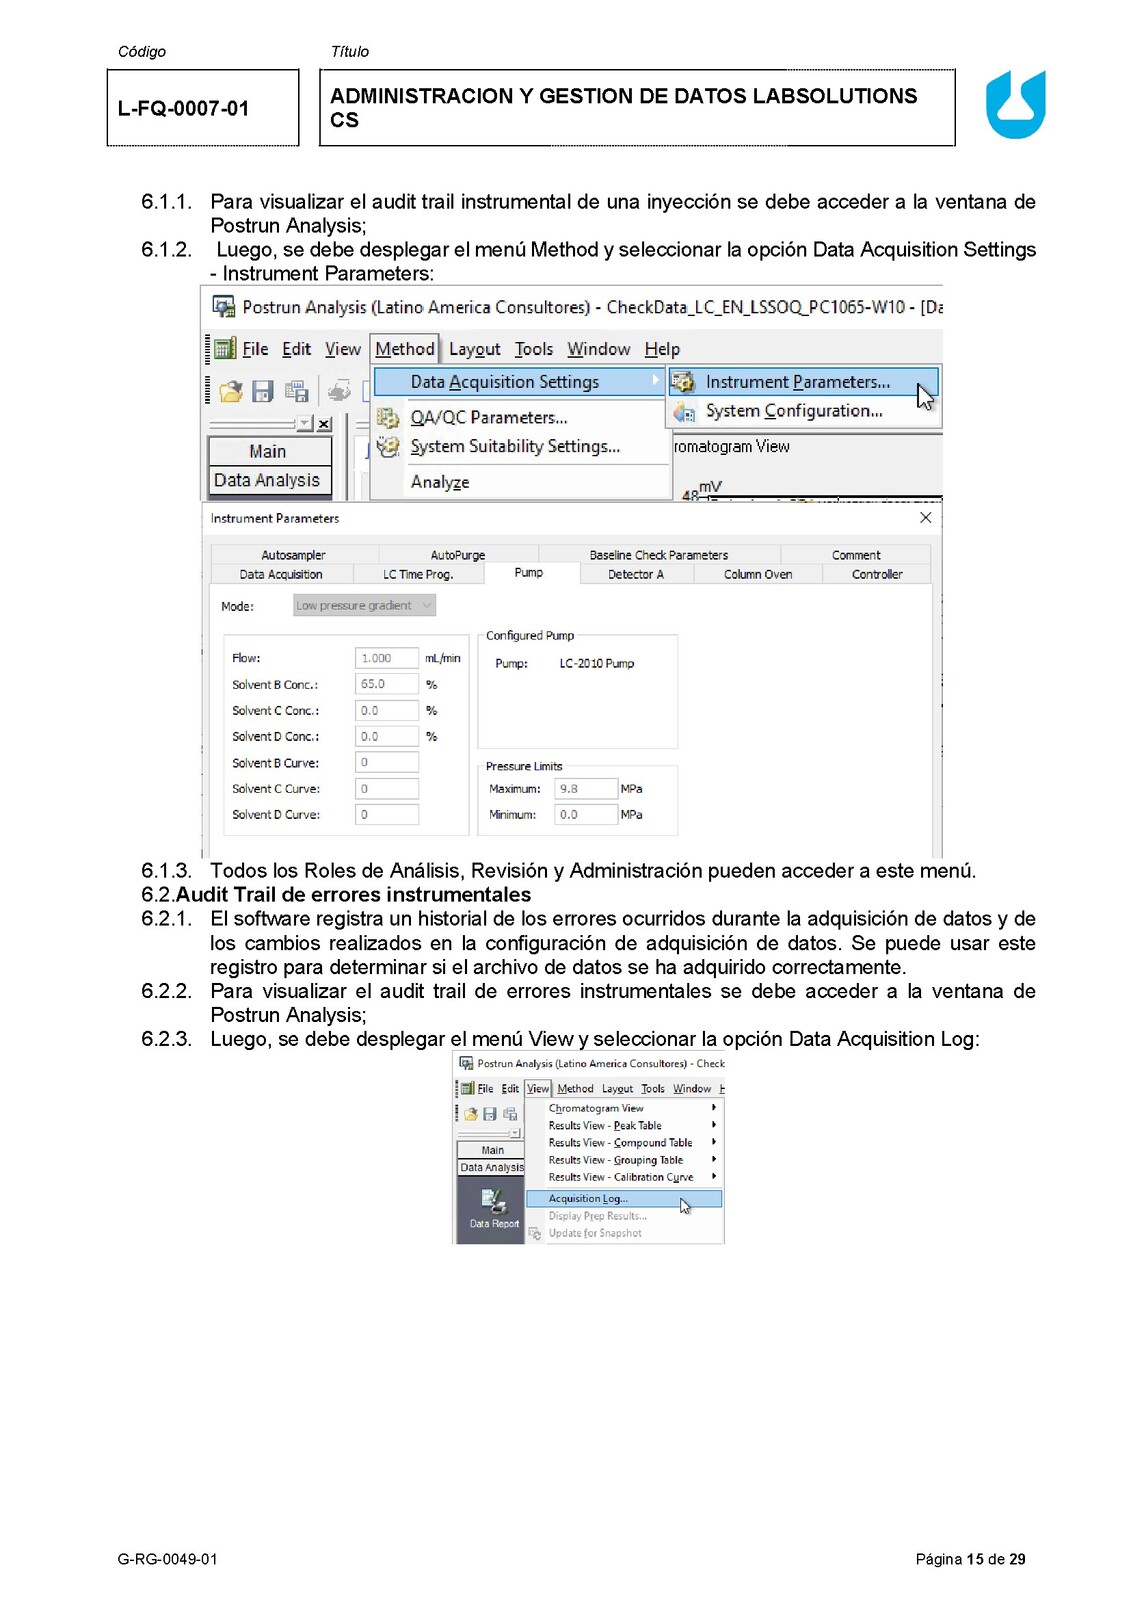 Código Título
L-FQ-0007-01
ADMINISTRACION Y GESTION DE DATOS LABSOLUTIONS
CS
6.1.1. Para visualizar el audit trail instrumental de una inyección se debe acceder a la ventana de
Postrun Analysis;
6.1.2. Luego, se debe desplegar el menú Method y seleccionar la opción Data Acquisition Settings
- Instrument Parameters:
Postrun Analysis (Latino America Consultores) - CheckData_LC_EN_LSSOQ_PC1065-W10 - [Da
File Edit View Method Layout Tools Window Help
Data Acquisition Settings
Instrument Parameters...
System Configuration...
QA/QC Parameters...
System Suitability Settings...
Analyze
Main
Data Analysis
romatogram View
mV
48
Instrument Parameters
Autosampler AutoPurge Baseline Check Parameters Comment
Data Acquisition LC Time Prog. Pump Detector A Column Oven Controller
Mode: Low pressure gradient
Configured Pump
Flow: 1.000 mL/min
Pump: LC-2010 Pump
Solvent B Conc.: 65.0 %
Solvent C Conc.: 0.0 %
Solvent D Conc.: 0.0 %
Solvent B Curve: 0
Pressure Limits
Solvent C Curve: 0
Maximum: 9.8 MPa
Solvent D Curve: 0
Minimum: 0.0 MPa
6.1.3. Todos los Roles de Análisis, Revisión y Administración pueden acceder a este menú.
6.2.Audit Trail de errores instrumentales
6.2.1. El software registra un historial de los errores ocurridos durante la adquisición de datos y de
los cambios realizados en la configuración de adquisición de datos. Se puede usar este
registro para determinar si el archivo de datos se ha adquirido correctamente.
6.2.2. Para visualizar el audit trail de errores instrumentales se debe acceder a la ventana de
Postrun Analysis;
6.2.3. Luego, se debe desplegar el menú View y seleccionar la opción Data Acquisition Log:
Postrun Analysis (Latino America Consultores) - Check
File Edit View Method Layout Tools Window H
Chromatogram View
Results View - Peak Table
Results View - Compound Table
Results View - Grouping Table
Results View - Calibration Curve
Acquisition Log...
Display Prep Results...
Update for Snapshot
Main
Data Analysis
Data Report
G-RG-0049-01 Página 15 de 29